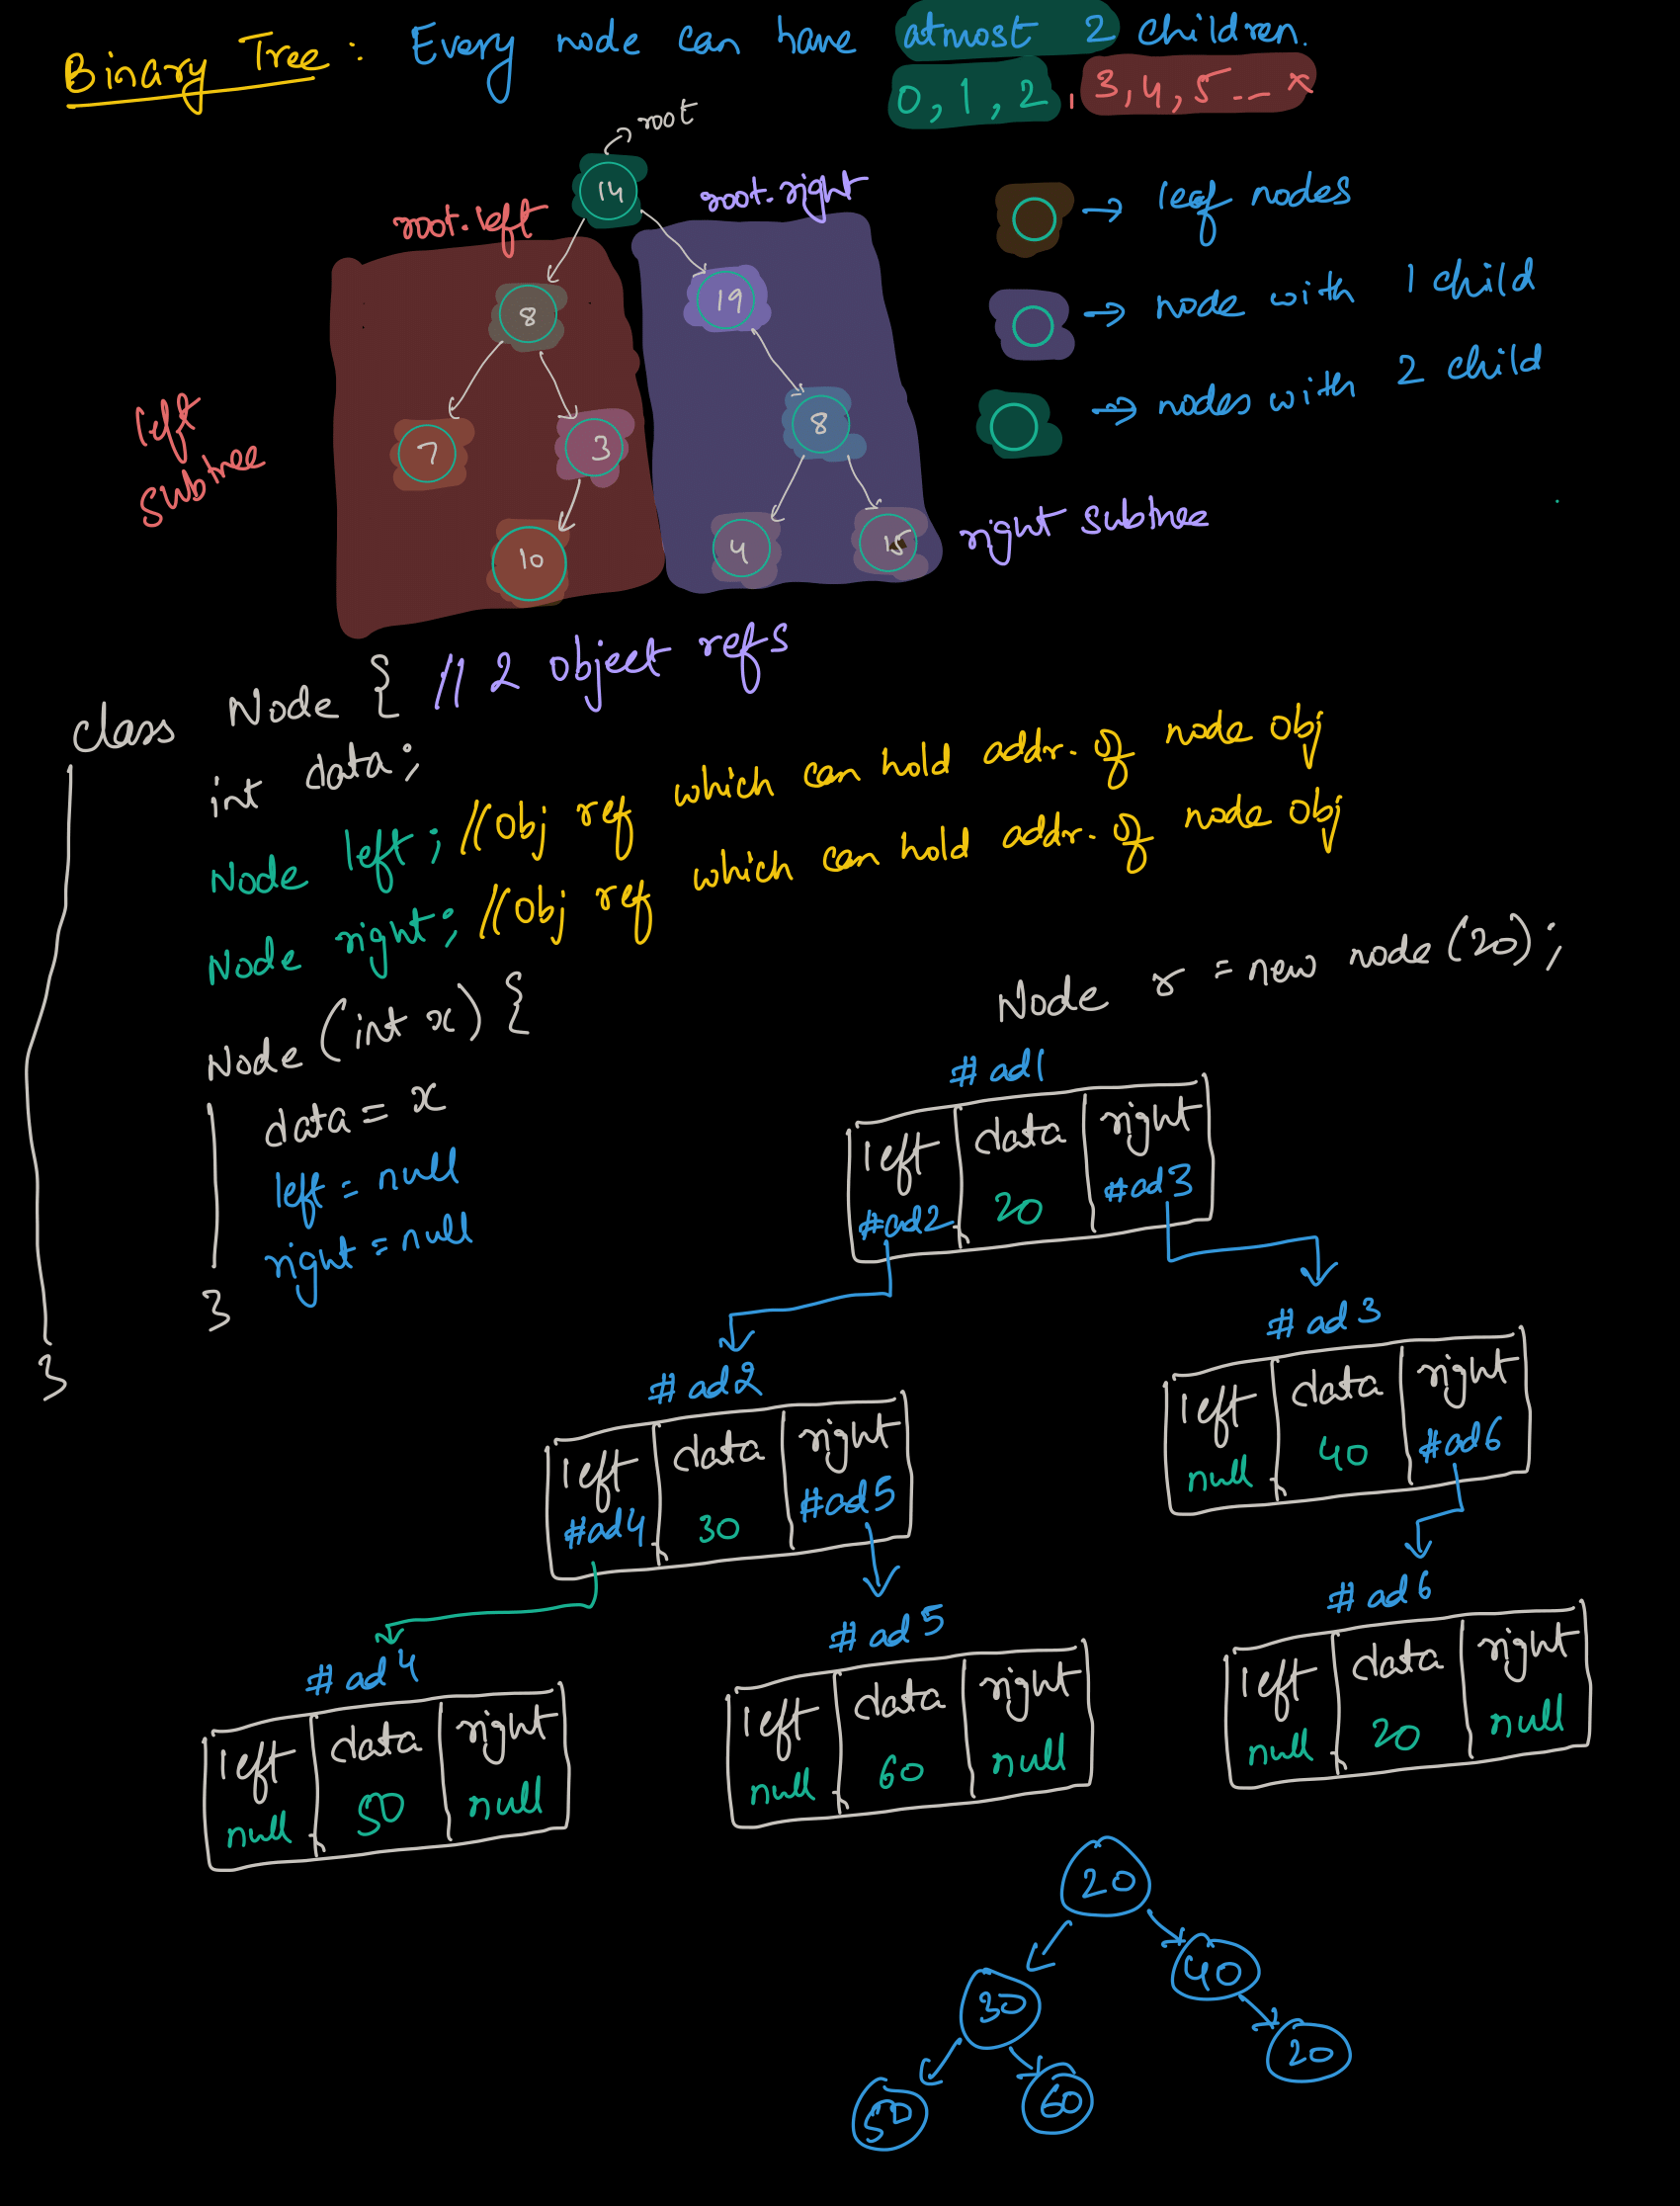 Binary Tree : Every node can have atmost 2 children.
0, 1, 2, 3, 4, 5 -- x
root
14
root.left
root.right
8
19
7
3
8
10
4
15
left
subtree
right subtree
→ leaf nodes
→ node with 1 child
→ nodes with 2 child
class Node { // 2 object refs
int data;
Node left; //Obj ref which can hold addr. of node obj
Node right; //Obj ref which can hold addr. of node obj
Node (int x) {
data = x
left = null
right = null
}
}
Node r = new node (20);
# ad1
left data right
#ad2 20 #ad3
# ad2
left data right
#ad4 30 #ad5
# ad3
left data right
null 40 #ad6
# ad4
left data right
null 50 null
# ad5
left data right
null 60 null
# ad6
left data right
null 20 null
20
30
40
50
60
20